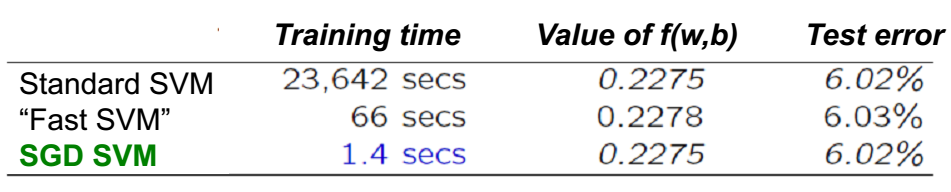 Training time Value of f(w,b) Test error
Standard SVM 23,642 secs 0.2275 6.02%
“Fast SVM” 66 secs 0.2278 6.03%
SGD SVM 1.4 secs 0.2275 6.02%